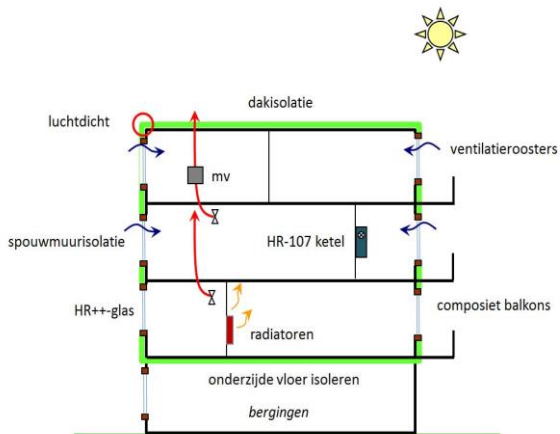 dakisolatie
luchtdicht
ventilatieroosters
mv
spouwmuurisolatie
HR-107 ketel
HR++-glas
composiet balkons
radiatoren
onderzijde vloer isoleren
bergingen